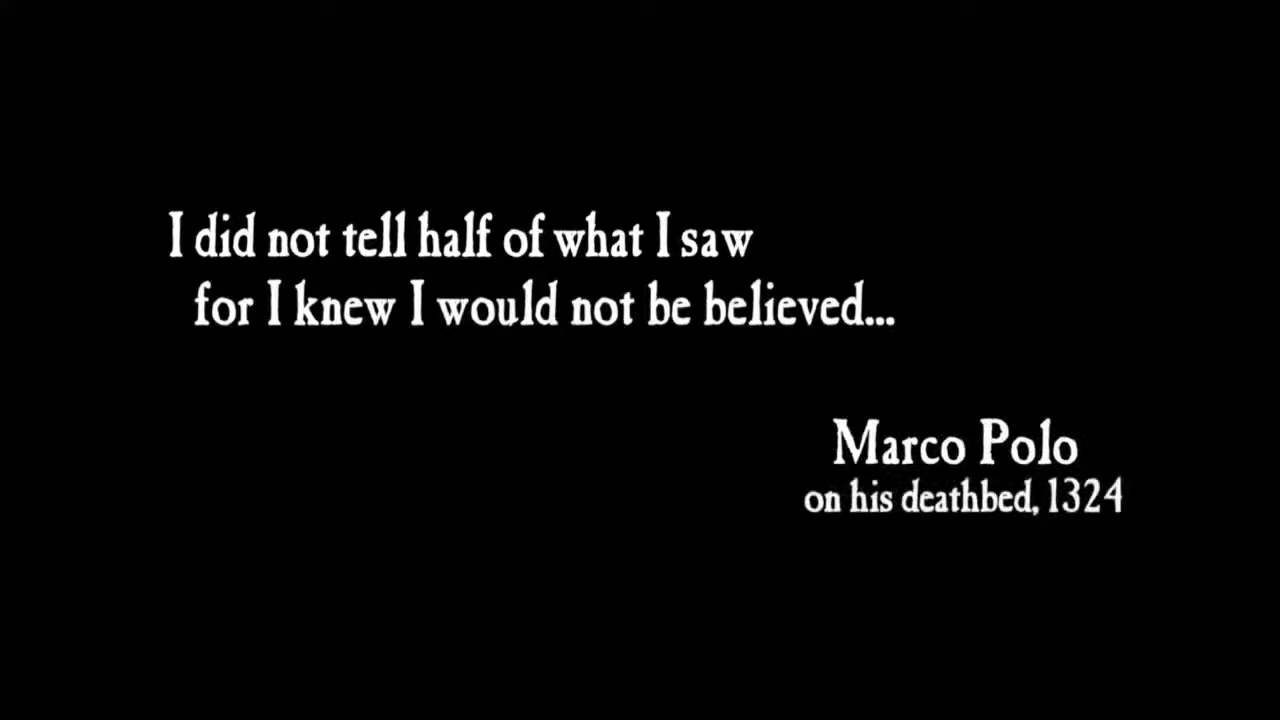 I did not tell half of what I saw
for I knew I would not be believed...
Marco Polo
on his deathbed, 1324